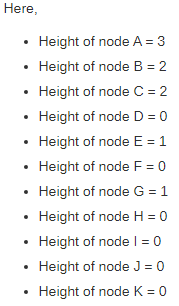 Here,
• Height of node A = 3
• Height of node B = 2
• Height of node C = 2
• Height of node D = 0
• Height of node E = 1
• Height of node F = 0
• Height of node G = 1
• Height of node H = 0
• Height of node I = 0
• Height of node J = 0
• Height of node K = 0